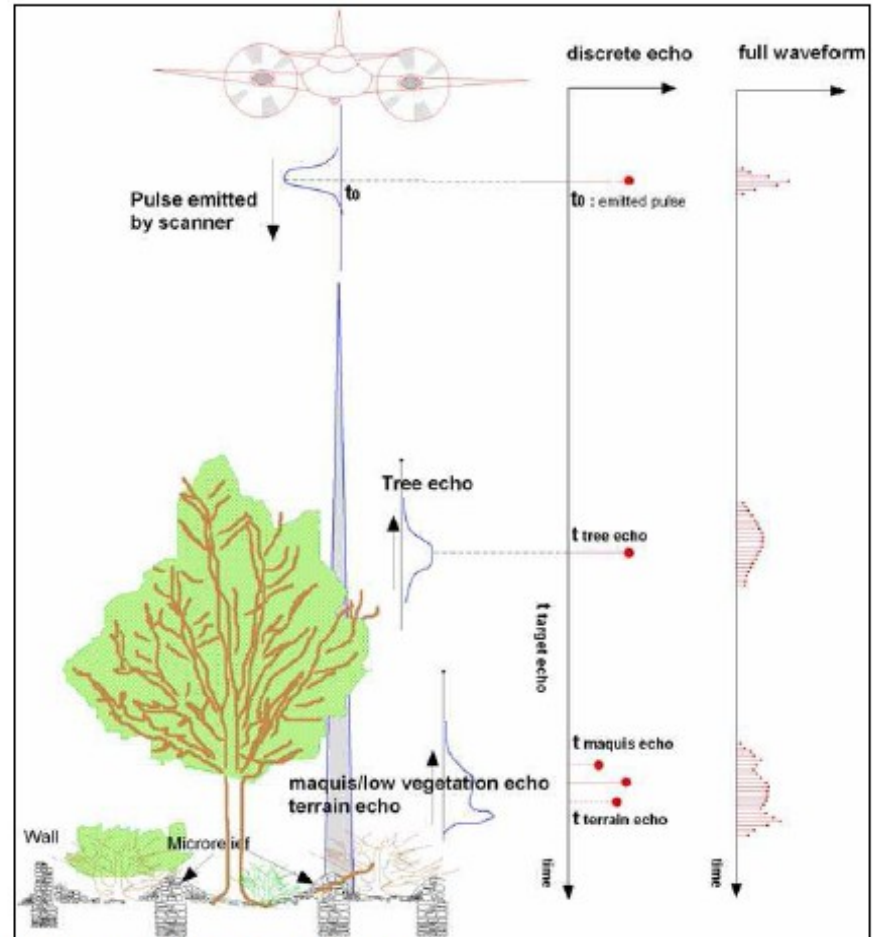 discrete echo
full waveform
Pulse emitted
by scanner
t0
t0 : emitted pulse
Tree echo
t tree echo
t target echo
t maquis echo
maquis/low vegetation echo
terrain echo
t terrain echo
Wall
Microrelief
time
time